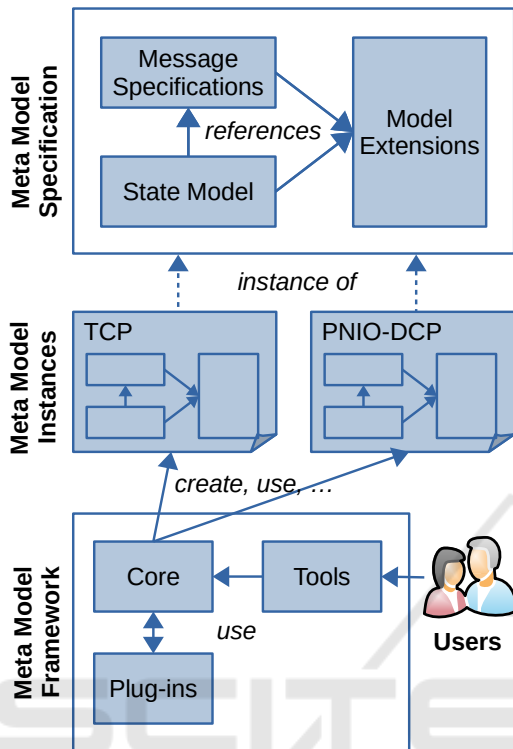 Meta Model
Specification
Message
Specifications
references
State Model
Model
Extensions
instance of
Meta Model
Instances
TCP
PNIO-DCP
create, use, ...
Meta Model
Framework
Core
Tools
use
Plug-ins
Users